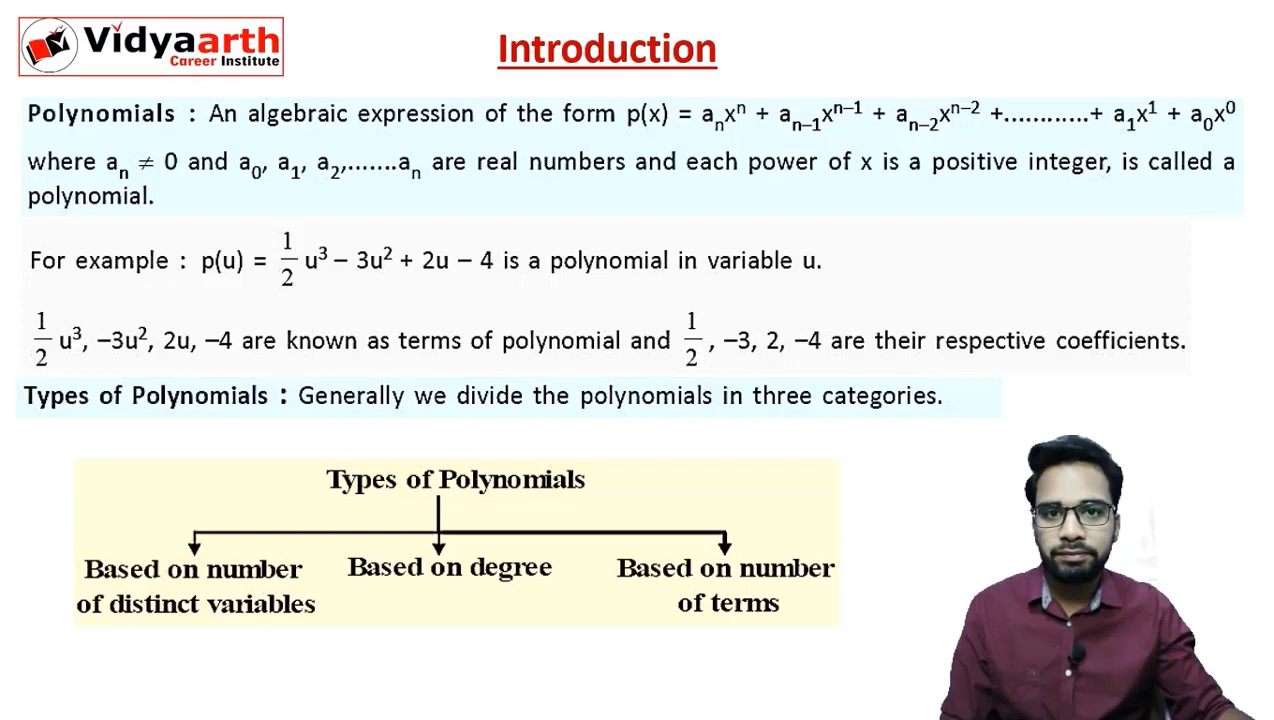 Vidyaarth
Career Institute
Introduction
Polynomials : An algebraic expression of the form p(x) = aₙxⁿ + aₙ₋₁xⁿ⁻¹ + aₙ₋₂xⁿ⁻² +............+ a₁x¹ + a₀x⁰
where aₙ ≠ 0 and a₀, a₁, a₂,.......aₙ are real numbers and each power of x is a positive integer, is called a
polynomial.
For example : p(u) = 1/2 u³ – 3u² + 2u – 4 is a polynomial in variable u.
1/2 u³, –3u², 2u, –4 are known as terms of polynomial and 1/2 , –3, 2, –4 are their respective coefficients.
Types of Polynomials : Generally we divide the polynomials in three categories.
Types of Polynomials
Based on number
of distinct variables
Based on degree
Based on number
of terms